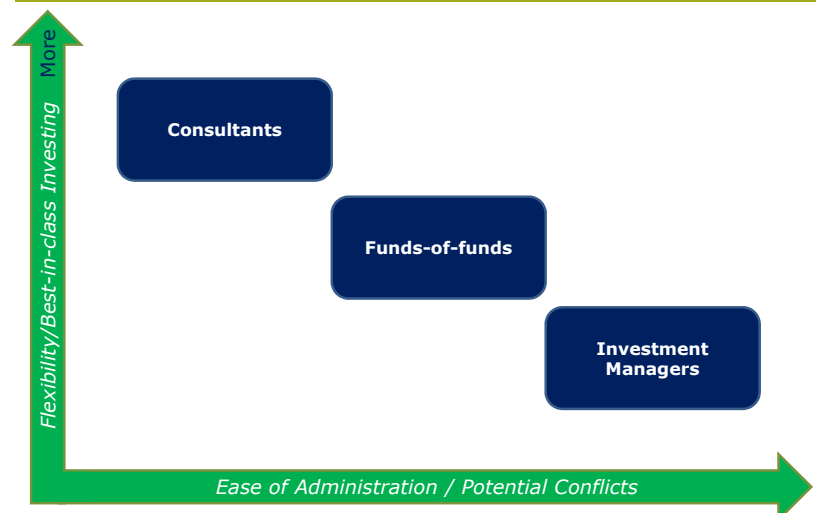 More
Flexibility/Best-in-class Investing
Consultants
Funds-of-funds
Investment
Managers
Ease of Administration / Potential Conflicts